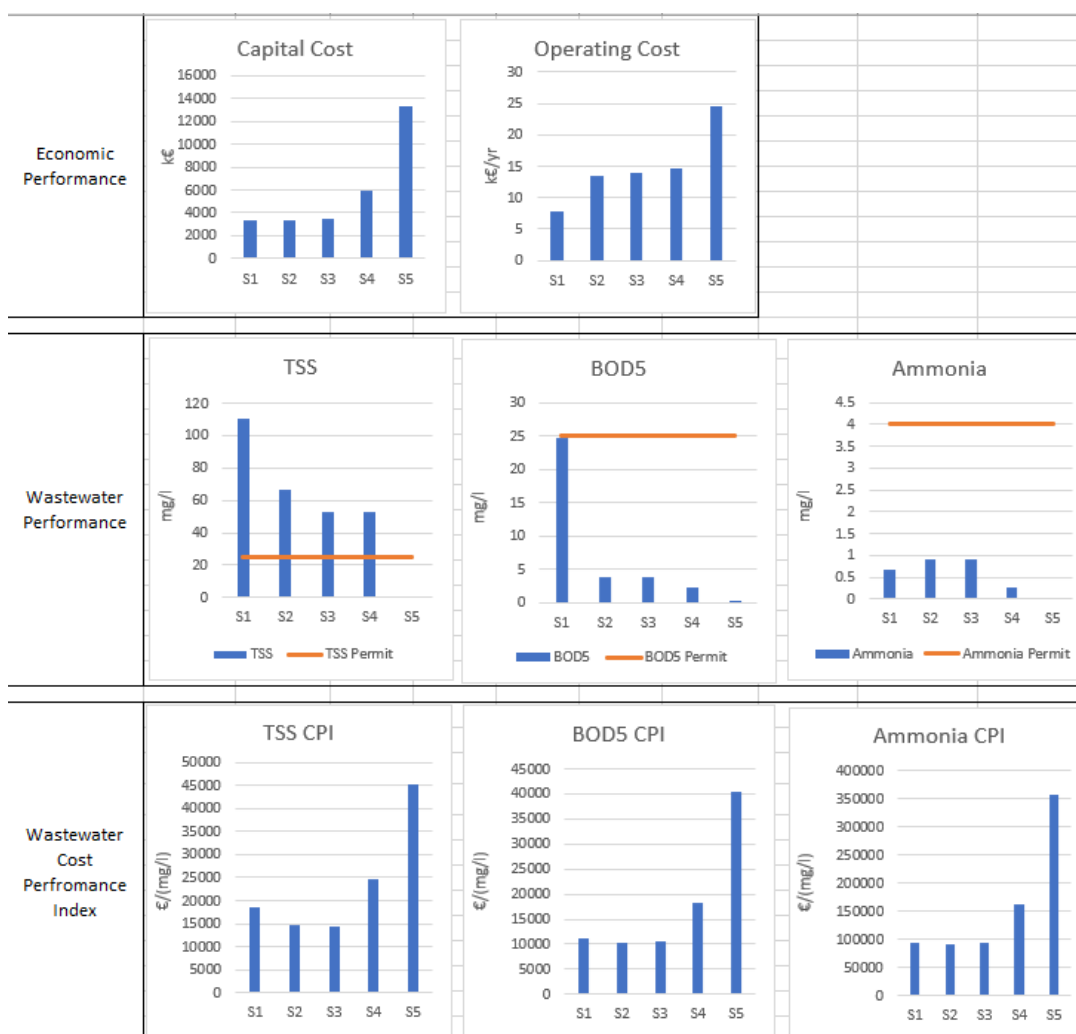 Economic
Performance
Capital Cost
k€
16000
14000
12000
10000
8000
6000
4000
2000
0
S1 S2 S3 S4 S5
Operating Cost
k€/yr
30
25
20
15
10
5
0
S1 S2 S3 S4 S5
Wastewater
Performance
TSS
mg/l
120
100
80
60
40
20
0
S1 S2 S3 S4 S5
TSS TSS Permit
BOD5
mg/l
30
25
20
15
10
5
0
S1 S2 S3 S4 S5
BOD5 BOD5 Permit
Ammonia
mg/l
4.5
4
3.5
3
2.5
2
1.5
1
0.5
0
S1 S2 S3 S4 S5
Ammonia Ammonia Permit
Wastewater
Cost
Perfromance
Index
TSS CPI
€/(mg/l)
50000
45000
40000
35000
30000
25000
20000
15000
10000
5000
0
S1 S2 S3 S4 S5
BOD5 CPI
€/(mg/l)
45000
40000
35000
30000
25000
20000
15000
10000
5000
0
S1 S2 S3 S4 S5
Ammonia CPI
€/(mg/l)
400000
350000
300000
250000
200000
150000
100000
50000
0
S1 S2 S3 S4 S5